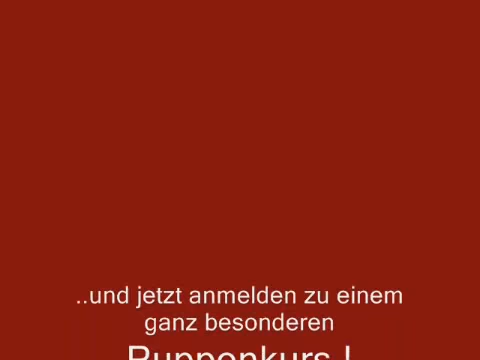 ..und jetzt anmelden zu einem
ganz besonderen
Puppenkurs !